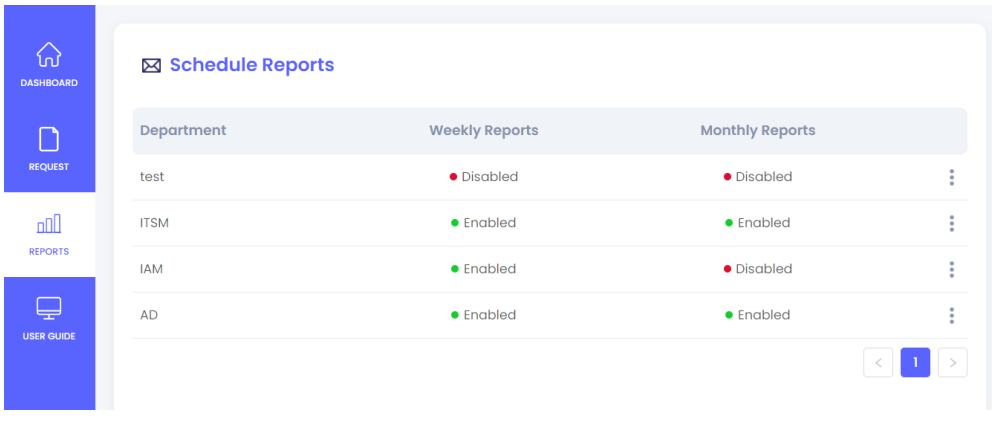 DASHBOARD
REQUEST
REPORTS
USER GUIDE
Schedule Reports
Department Weekly Reports Monthly Reports
test Disabled Disabled
ITSM Enabled Enabled
IAM Enabled Disabled
AD Enabled Enabled
< 1 >